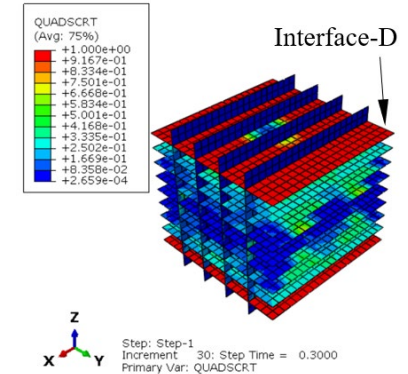 QUADSCRT
(Avg: 75%)
+1.000e+00
+9.167e-01
+8.334e-01
+7.501e-01
+6.668e-01
+5.834e-01
+5.001e-01
+4.168e-01
+3.335e-01
+2.502e-01
+1.669e-01
+8.358e-02
+2.659e-04
Interface-D
Z
X
Y
Step: Step-1
Increment 30: Step Time = 0.3000
Primary Var: QUADSCRT